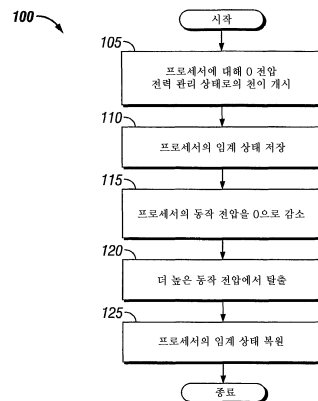 100
시작
105
프로세서에 대해 0 전압
전력 관리 상태로의 천이 개시
110
프로세서의 임계 상태 저장
115
프로세서의 동작 전압을 0으로 감소
120
더 높은 동작 전압에서 탈출
125
프로세서의 임계 상태 복원
종료